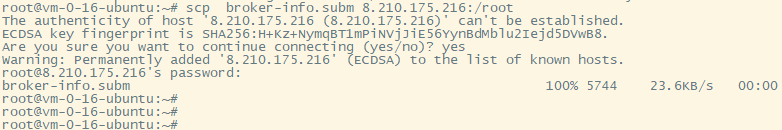 root@vm-0-16-ubuntu:~# scp  broker-info.subm 8.210.175.216:/root
The authenticity of host '8.210.175.216 (8.210.175.216)' can't be established.
ECDSA key fingerprint is SHA256:H+Kz+NymqBT1mPiNVjJiE56YynBdMblu2Iejd5DVwB8.
Are you sure you want to continue connecting (yes/no)? yes
Warning: Permanently added '8.210.175.216' (ECDSA) to the list of known hosts.
root@8.210.175.216's password:
broker-info.subm 100% 5744 23.6KB/s 00:00
root@vm-0-16-ubuntu:~#
root@vm-0-16-ubuntu:~#
root@vm-0-16-ubuntu:~#